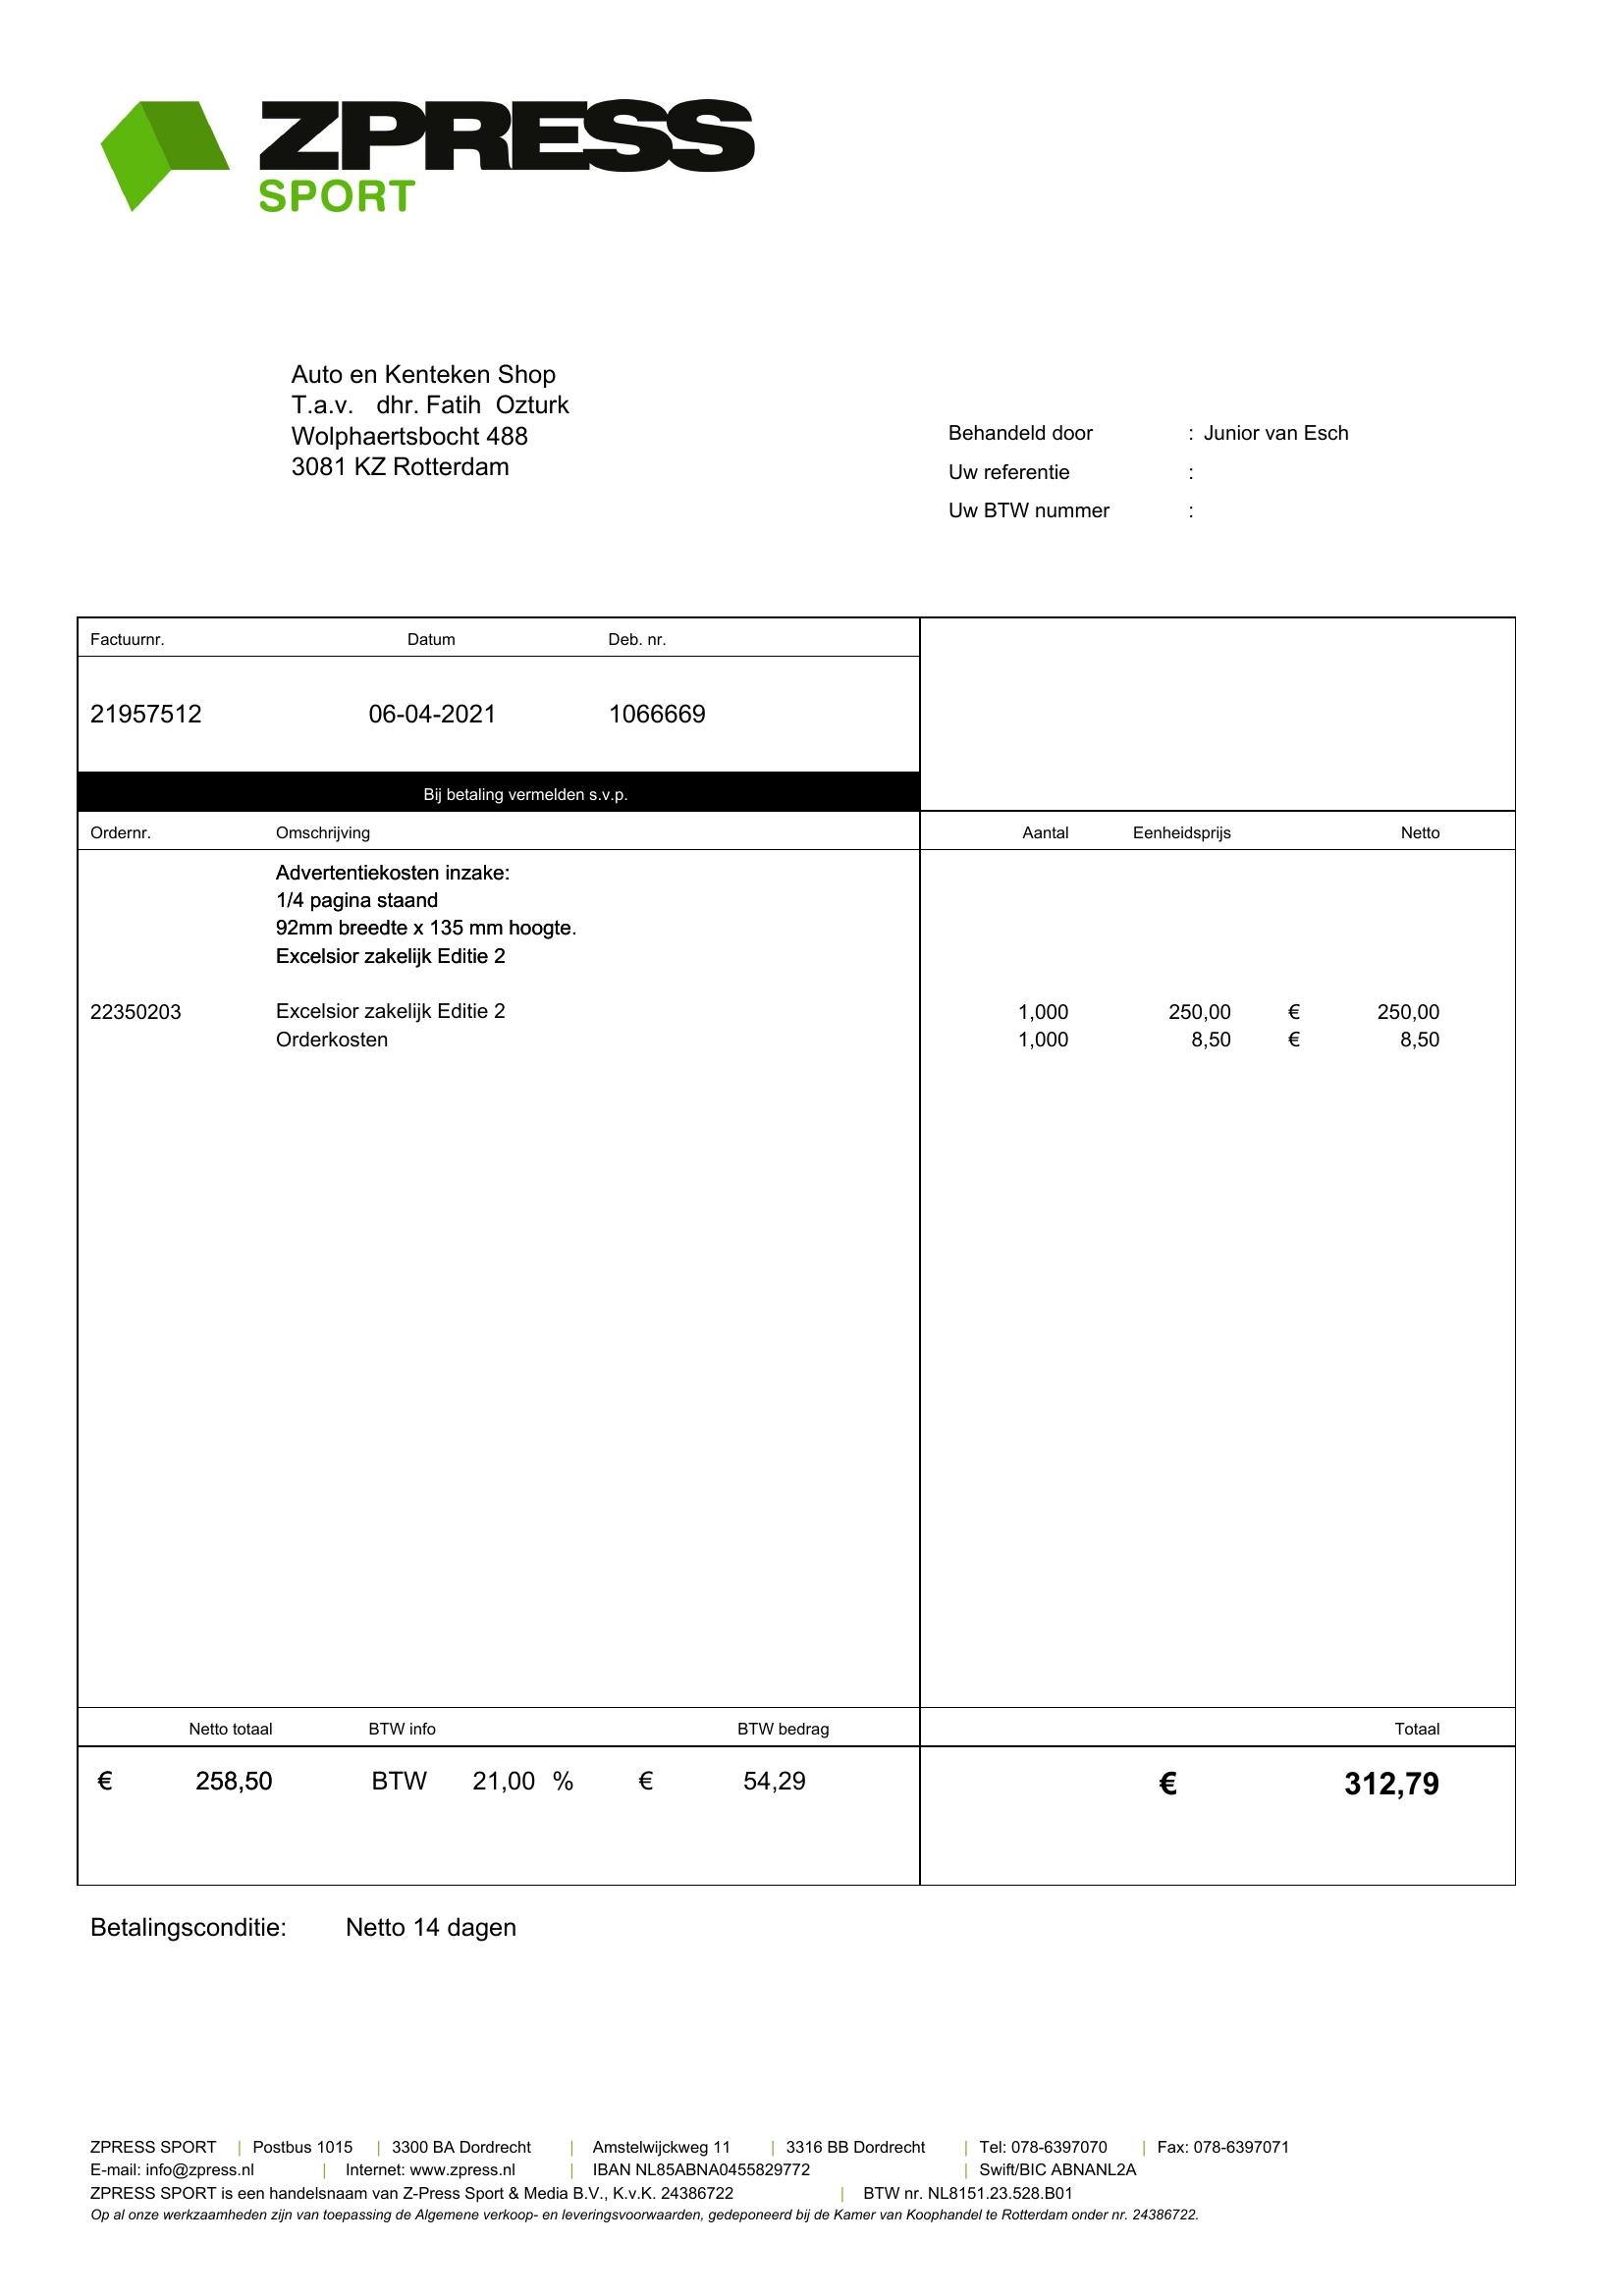 ZPRESS
SPORT
Auto en Kenteken Shop
T.a.v. dhr. Fatih Ozturk
Wolphaertsbocht 488
3081 KZ Rotterdam
Behandeld door : Junior van Esch
Uw referentie :
Uw BTW nummer :
Factuurnr. Datum Deb. nr.
21957512 06-04-2021 1066669
Bij betaling vermelden s.v.p.
Ordernr. Omschrijving Aantal Eenheidsprijs Netto
Advertentiekosten inzake:
1/4 pagina staand
92mm breedte x 135 mm hoogte.
Excelsior zakelijk Editie 2
22350203 Excelsior zakelijk Editie 2 1,000 250,00 € 250,00
Orderkosten 1,000 8,50 € 8,50
Netto totaal BTW info BTW bedrag Totaal
€ 258,50 BTW 21,00 % € 54,29 € 312,79
Betalingsconditie: Netto 14 dagen
ZPRESS SPORT | Postbus 1015 | 3300 BA Dordrecht | Amstelwijckweg 11 | 3316 BB Dordrecht | Tel: 078-6397070 | Fax: 078-6397071
E-mail: info@zpress.nl | Internet: www.zpress.nl | IBAN NL85ABNA0455829772 | Swift/BIC ABNANL2A
ZPRESS SPORT is een handelsnaam van Z-Press Sport & Media B.V., K.v.K. 24386722 | BTW nr. NL8151.23.528.B01
Op al onze werkzaamheden zijn van toepassing de Algemene verkoop- en leveringsvoorwaarden, gedeponeerd bij de Kamer van Koophandel te Rotterdam onder nr. 24386722.